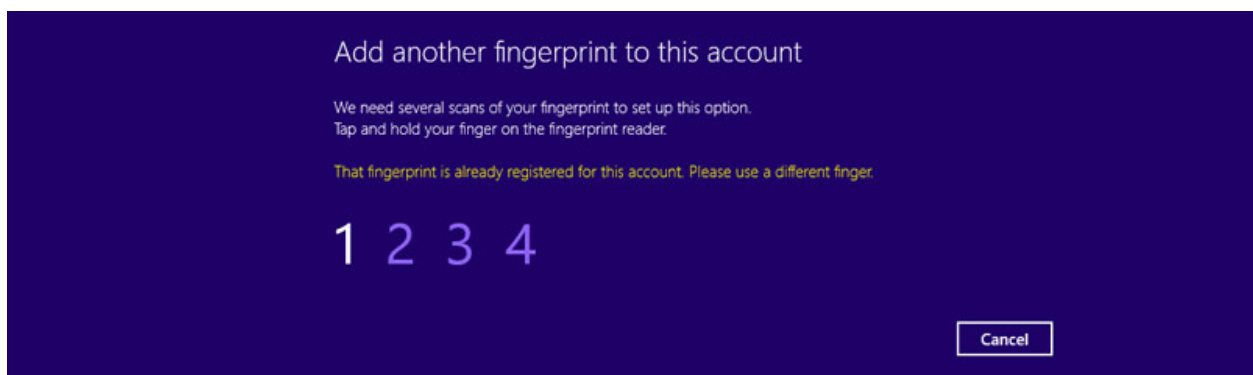 Add another fingerprint to this account
We need several scans of your fingerprint to set up this option.
Tap and hold your finger on the fingerprint reader.
That fingerprint is already registered for this account. Please use a different finger.
1 2 3 4
Cancel